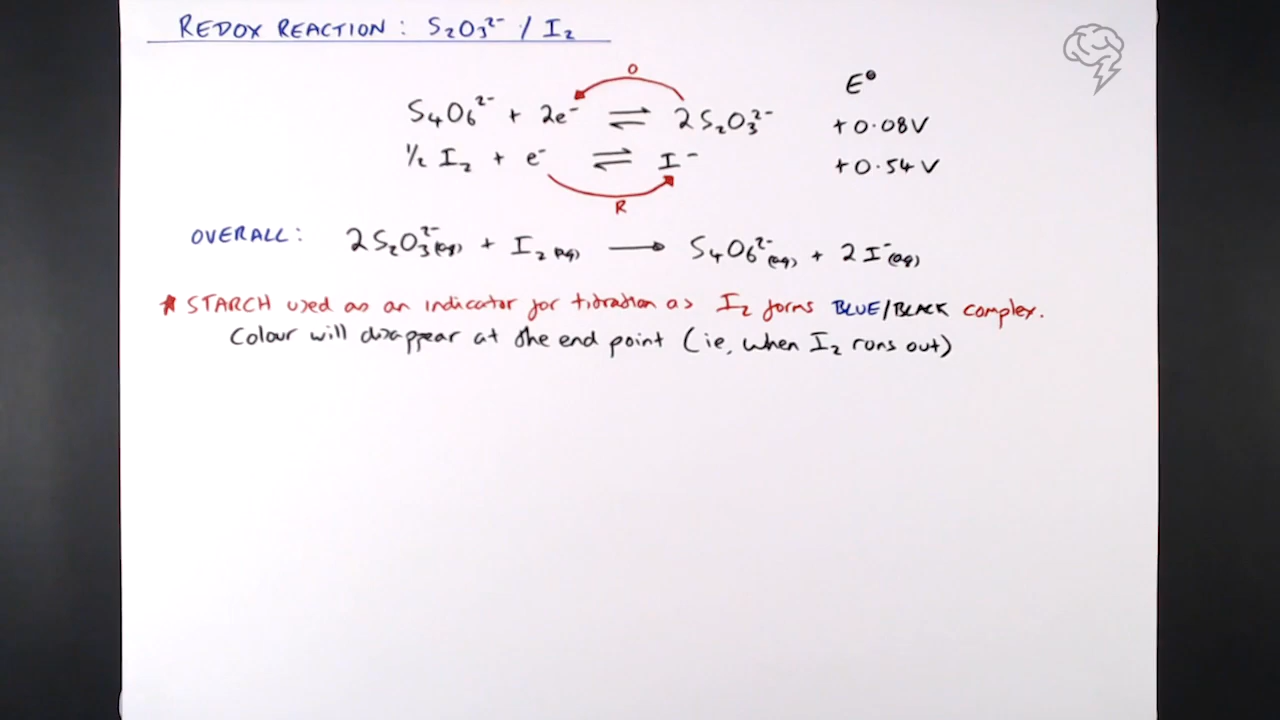 REDOX REACTION : S₂O₃²⁻ / I₂
O
E⦵
S₄O₆²⁻ + 2e⁻ ⇌ 2S₂O₃²⁻ +0.08V
½ I₂ + e⁻ ⇌ I⁻ +0.54V
R
OVERALL: 2S₂O₃²⁻(aq) + I₂(aq) → S₄O₆²⁻(aq) + 2I⁻(aq)
* STARCH used as an indicator for titration as I₂ forms BLUE/BLACK complex.
Colour will disappear at the end point (ie, when I₂ runs out)